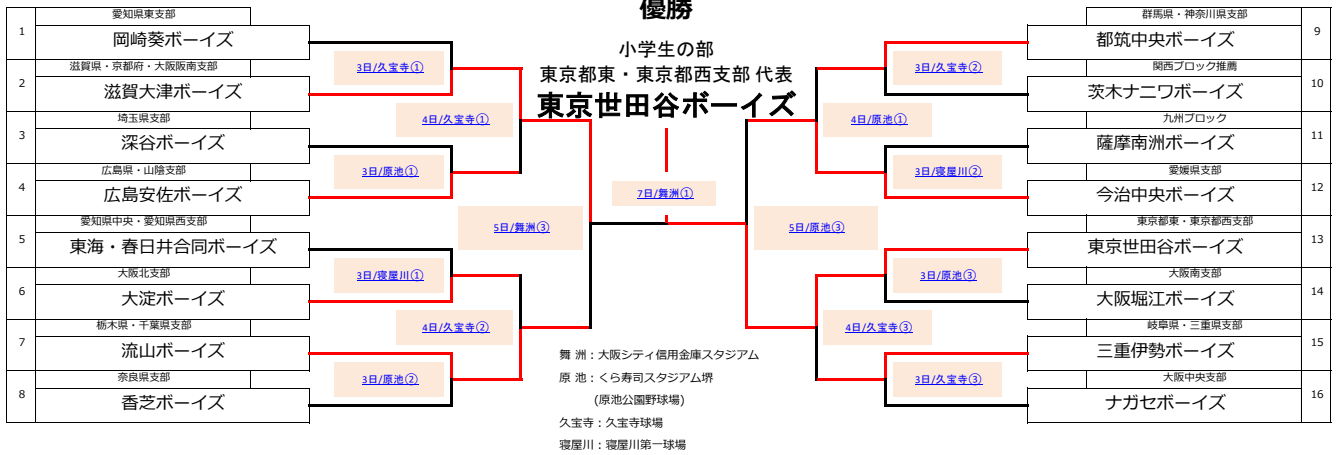 優勝
小学生の部
東京都東・東京都西支部 代表
東京世田谷ボーイズ
1
愛知県東支部
岡崎葵ボーイズ
2
滋賀県・京都府・大阪阪南支部
滋賀大津ボーイズ
3
埼玉県支部
深谷ボーイズ
4
広島県・山陰支部
広島安佐ボーイズ
5
愛知県中央・愛知県西支部
東海・春日井合同ボーイズ
6
大阪北支部
大淀ボーイズ
7
栃木県・千葉県支部
流山ボーイズ
8
奈良県支部
香芝ボーイズ
3日/久宝寺①
3日/原池①
3日/寝屋川①
3日/原池②
4日/久宝寺①
4日/久宝寺②
5日/舞洲③
7日/舞洲①
5日/原池③
4日/原池①
4日/久宝寺③
3日/久宝寺②
3日/寝屋川②
3日/原池③
3日/久宝寺③
群馬県・神奈川県支部
都筑中央ボーイズ
9
関西ブロック推薦
茨木ナニワボーイズ
10
九州ブロック
薩摩南洲ボーイズ
11
愛媛県支部
今治中央ボーイズ
12
東京都東・東京都西支部
東京世田谷ボーイズ
13
大阪南支部
大阪堀江ボーイズ
14
岐阜県・三重県支部
三重伊勢ボーイズ
15
大阪中央支部
ナガセボーイズ
16
舞 洲：大阪シティ信用金庫スタジアム
原 池：くら寿司スタジアム堺
(原池公園野球場)
久宝寺：久宝寺球場
寝屋川：寝屋川第一球場